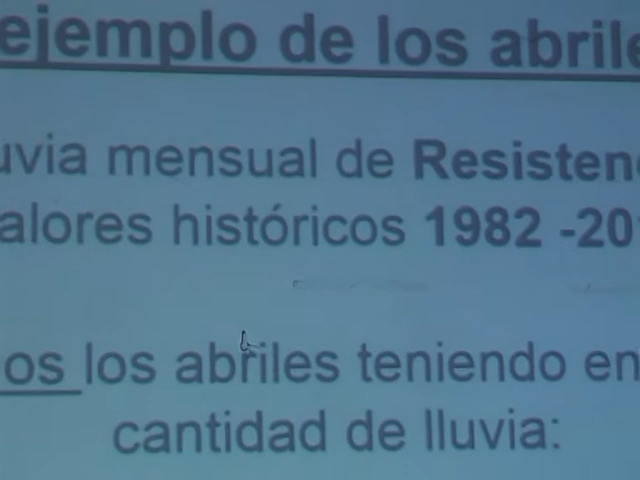 ejemplo de los abrile
uvia mensual de Resisten
alores históricos 1982 -20
os los abriles teniendo en
cantidad de lluvia: